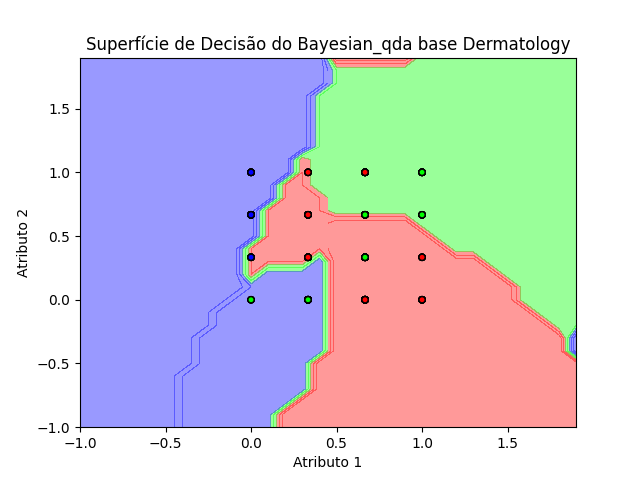 Superfície de Decisão do Bayesian_qda base Dermatology
Atributo 2
1.5
1.0
0.5
0.0
−0.5
−1.0
−1.0 −0.5 0.0 0.5 1.0 1.5
Atributo 1